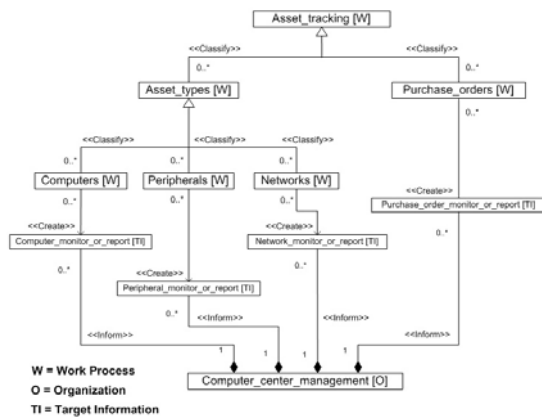 Asset_tracking [W]
<<Classify>> <<Classify>>
0..* 0..*
Asset_types [W] Purchase_orders [W]
0..*
<<Classify>> <<Classify>> <<Classify>>
0..* 0..* 0..*
Computers [W] Peripherals [W] Networks [W]
0..* 0..* 0..*
<<Create>>
Purchase_order_monitor_or_report [TI]
<<Create>> <<Create>> 0..*
Computer_monitor_or_report [TI] Network_monitor_or_report [TI]
0..* 0..*
<<Create>>
Peripheral_monitor_or_report [TI]
0..*
<<Inform>> <<Inform>> <<Inform>> <<Inform>>
1 1 1 1
Computer_center_management [O]
W = Work Process
O = Organization
TI = Target Information